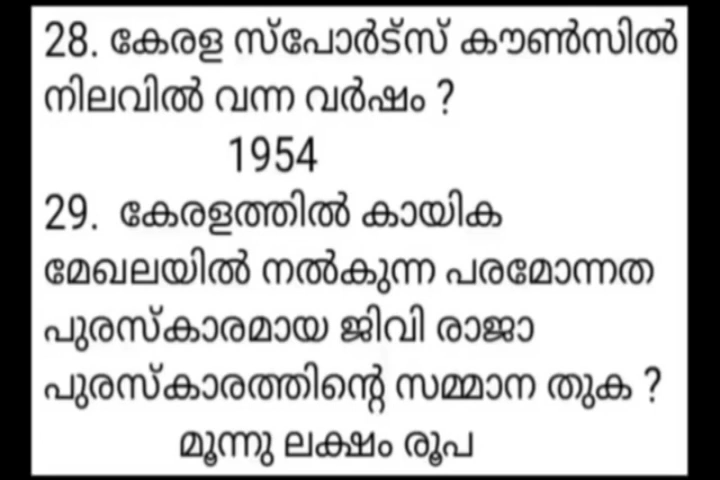 28. കേരള സ്പോർട്സ് കൗൺസിൽ
നിലവിൽ വന്ന വർഷം ?
1954
29. കേരളത്തിൽ കായിക
മേഖലയിൽ നൽകുന്ന പരമോന്നത
പുരസ്കാരമായ ജിവി രാജാ
പുരസ്കാരത്തിന്റെ സമ്മാന തുക ?
മൂന്നു ലക്ഷം രൂപ